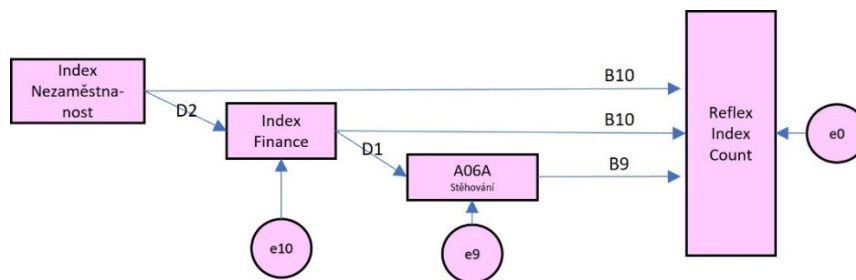 Index
Nezaměstna-
nost
D2
B10
Index
Finance
D1
B10
A06A
Stěhování
B9
Reflex
Index
Count
e0
e10
e9